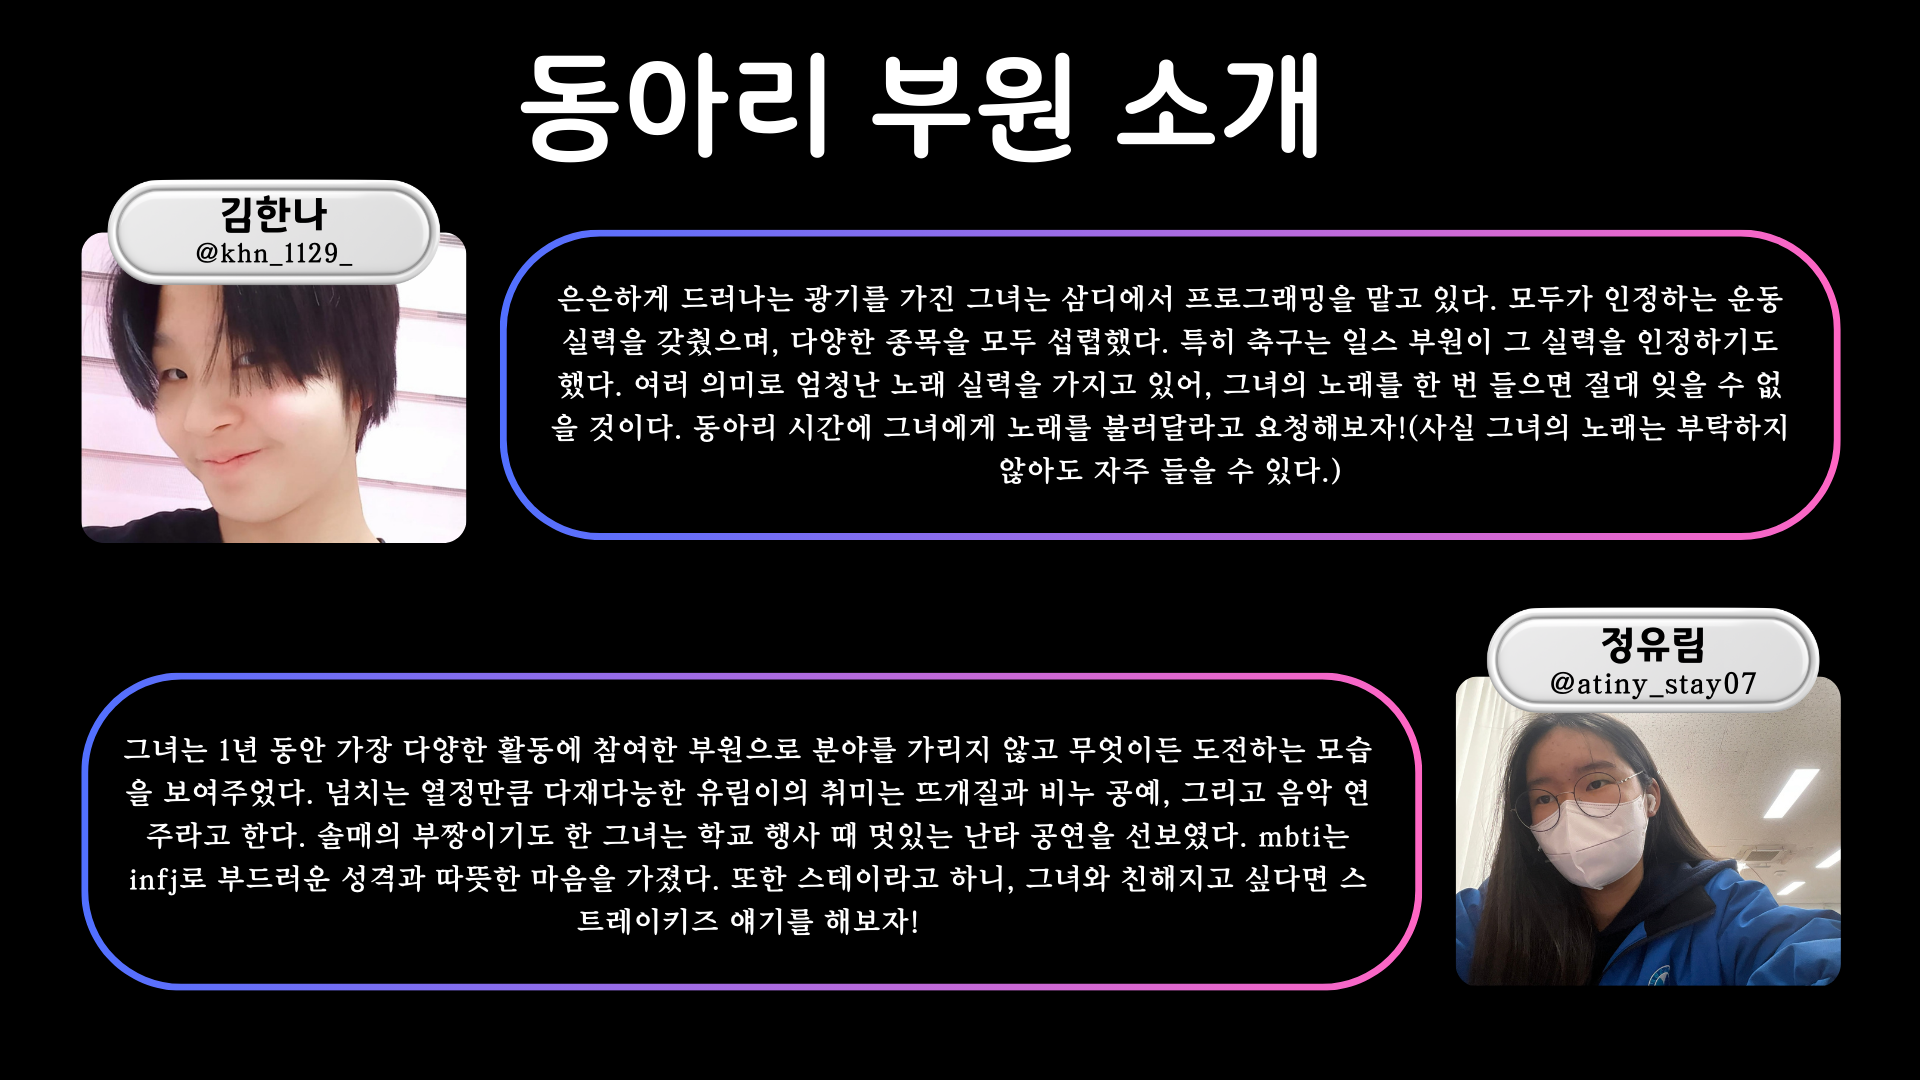 동아리 부원 소개
김한나
@khn_1129_
은은하게 드러나는 광기를 가진 그녀는 삼디에서 프로그래밍을 맡고 있다. 모두가 인정하는 운동
실력을 갖췄으며, 다양한 종목을 모두 섭렵했다. 특히 축구는 일스 부원이 그 실력을 인정하기도
했다. 여러 의미로 엄청난 노래 실력을 가지고 있어, 그녀의 노래를 한 번 들으면 절대 잊을 수 없
을 것이다. 동아리 시간에 그녀에게 노래를 불러달라고 요청해보자!(사실 그녀의 노래는 부탁하지
않아도 자주 들을 수 있다.)
정유림
@atiny_stay07
그녀는 1년 동안 가장 다양한 활동에 참여한 부원으로 분야를 가리지 않고 무엇이든 도전하는 모습
을 보여주었다. 넘치는 열정만큼 다재다능한 유림이의 취미는 뜨개질과 비누 공예, 그리고 음악 연
주라고 한다. 솔매의 부짱이기도 한 그녀는 학교 행사 때 멋있는 난타 공연을 선보였다. mbti는
infj로 부드러운 성격과 따뜻한 마음을 가졌다. 또한 스테이라고 하니, 그녀와 친해지고 싶다면 스
트레이키즈 얘기를 해보자!